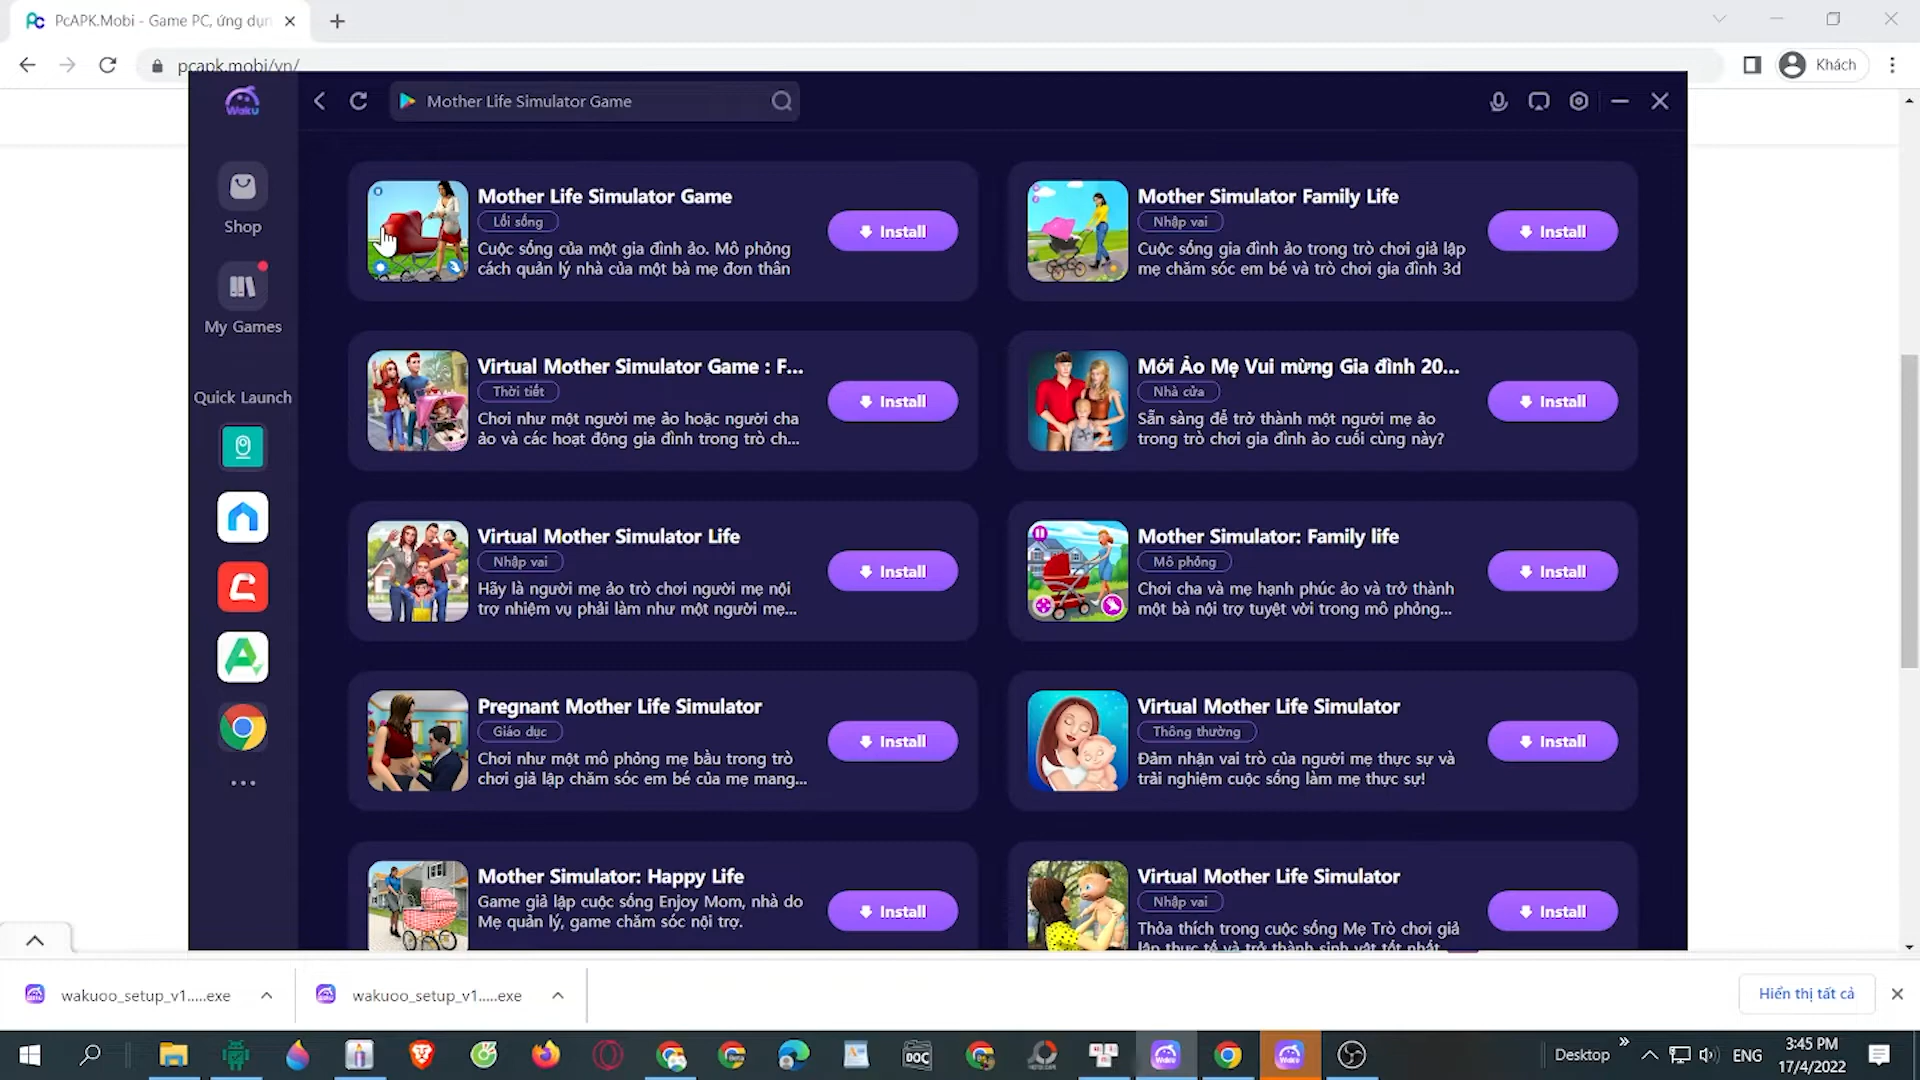 PcAPK.Mobi - Game PC, ứng dụn
pcapk.mobi/vn/
Khách
Waku
Mother Life Simulator Game
Shop
My Games
Quick Launch
Mother Life Simulator Game
Lối sống
Cuộc sống của một gia đình ảo. Mô phỏng
cách quản lý nhà của một bà mẹ đơn thân
Install
Mother Simulator Family Life
Nhập vai
Cuộc sống gia đình ảo trong trò chơi giả lập
mẹ chăm sóc em bé và trò chơi gia đình 3d
Install
Virtual Mother Simulator Game : F...
Thời tiết
Chơi như một người mẹ ảo hoặc người cha
ảo và các hoạt động gia đình trong trò ch...
Install
Mới Ảo Mẹ Vui mừng Gia đình 20...
Nhà cửa
Sẵn sàng để trở thành một người mẹ ảo
trong trò chơi gia đình ảo cuối cùng này?
Install
Virtual Mother Simulator Life
Nhập vai
Hãy là người mẹ ảo trò chơi người mẹ nội
trợ nhiệm vụ phải làm như một người mẹ...
Install
Mother Simulator: Family life
Mô phỏng
Chơi cha và mẹ hạnh phúc ảo và trở thành
một bà nội trợ tuyệt vời trong mô phỏng...
Install
Pregnant Mother Life Simulator
Giáo dục
Chơi như một mô phỏng mẹ bầu trong trò
chơi giả lập chăm sóc em bé của mẹ mang...
Install
Virtual Mother Life Simulator
Thông thường
Đảm nhận vai trò của người mẹ thực sự và
trải nghiệm cuộc sống làm mẹ thực sự!
Install
Mother Simulator: Happy Life
Game giả lập cuộc sống Enjoy Mom, nhà do
Mẹ quản lý, game chăm sóc nội trợ.
Install
Virtual Mother Life Simulator
Nhập vai
Thỏa thích trong cuộc sống Mẹ Trò chơi giả
lập thực tế và trở thành sinh vật tốt nhất
Install
wakuoo_setup_v1.....exe
wakuoo_setup_v1.....exe
Hiển thị tất cả
DOC
Desktop
ENG
3:45 PM
17/4/2022